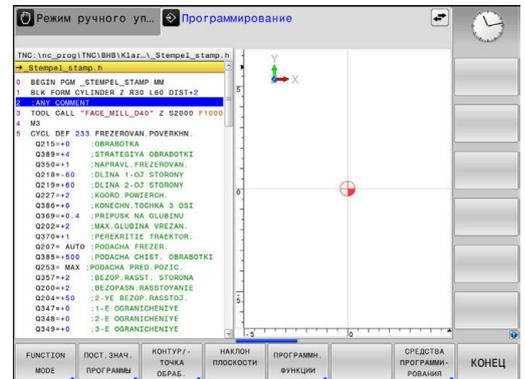 Режим ручного уп…
Программирование
TNC:\nc_prog\TNC\BHB\Klar…\_Stempel_stamp.h
→_Stempel_stamp.h
0 BEGIN PGM _STEMPEL_STAMP MM
1 BLK FORM CYLINDER Z R30 L60 DIST+2
2 ;ANY COMMENT
3 TOOL CALL "FACE_MILL_D40" Z S2000 F1000
4 M3
5 CYCL DEF 233 FREZEROVAN.POVERKHN.
Q215=+0 ;OBRABOTKA
Q389=+4 ;STRATEGIYA OBRABOTKI
Q350=+1 ;NAPRAVL.FREZEROVAN.
Q218=-60 ;DLINA 1-OJ STORONY
Q219=+60 ;DLINA 2-OJ STORONY
Q227=+2 ;KOORD.POWIERCH.
Q386=+0 ;KONECHN.TOCHKA 3 OSI
Q369=+0.4 ;PRIPUSK NA GLUBINU
Q202=+2 ;MAX.GLUBINA VREZAN.
Q370=+1 ;PEREKRITIE TRAEKTOR.
Q207= AUTO ;PODACHA FREZER.
Q385=+500 ;PODACHA CHIST. OBRABOTKI
Q253= MAX ;PODACHA PRED.POZIC.
Q357=+2 ;BEZOP.RASST. STORONA
Q200=+2 ;BEZOPASN.RASSTOYANIE
Q204=+50 ;2-YE BEZOP.RASSTOJ.
Q347=+0 ;1-E OGRANICHENIYE
Q348=+0 ;2-E OGRANICHENIYE
Q349=+0 ;3-E OGRANICHENIYE
Y
X
5
0
-5
0
FUNCTION MODE
ПОСТ.ЗНАЧ. ПРОГРАММЫ
КОНТУР/- ТОЧКА ОБРАБ.
НАКЛОН ПЛОСКОСТИ
ПРОГРАММН. ФУНКЦИИ
СРЕДСТВА ПРОГРАММИ- РОВАНИЯ
КОНЕЦ